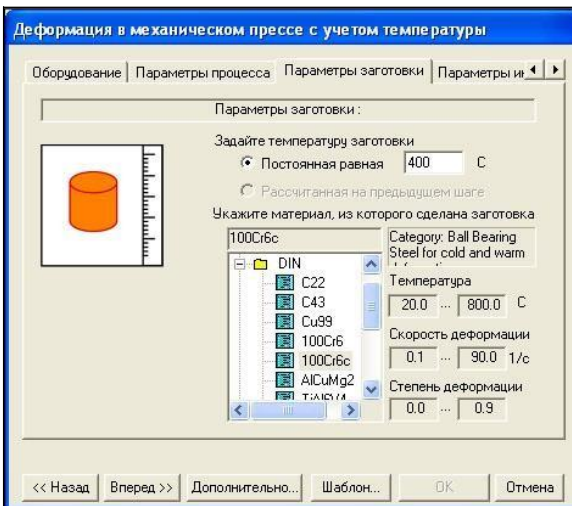 Деформация в механическом прессе с учетом температуры
Оборудование Параметры процесса Параметры заготовки Параметры ин
Параметры заготовки :
Задайте температуру заготовки
Постоянная равная 400 C
Рассчитанная на предыдущем шаге
Укажите материал, из которого сделана заготовка
100Cr6c
Category: Ball Bearing
Steel for cold and warm
DIN
C22
C43
Cu99
100Cr6
100Cr6c
AlCuMg2
TiAl6V4
Температура
20.0 ... 800.0 C
Скорость деформации
0.1 ... 90.0 1/с
Степень деформации
0.0 ... 0.9
<< Назад Вперед >> Дополнительно... Шаблон... OK Отмена